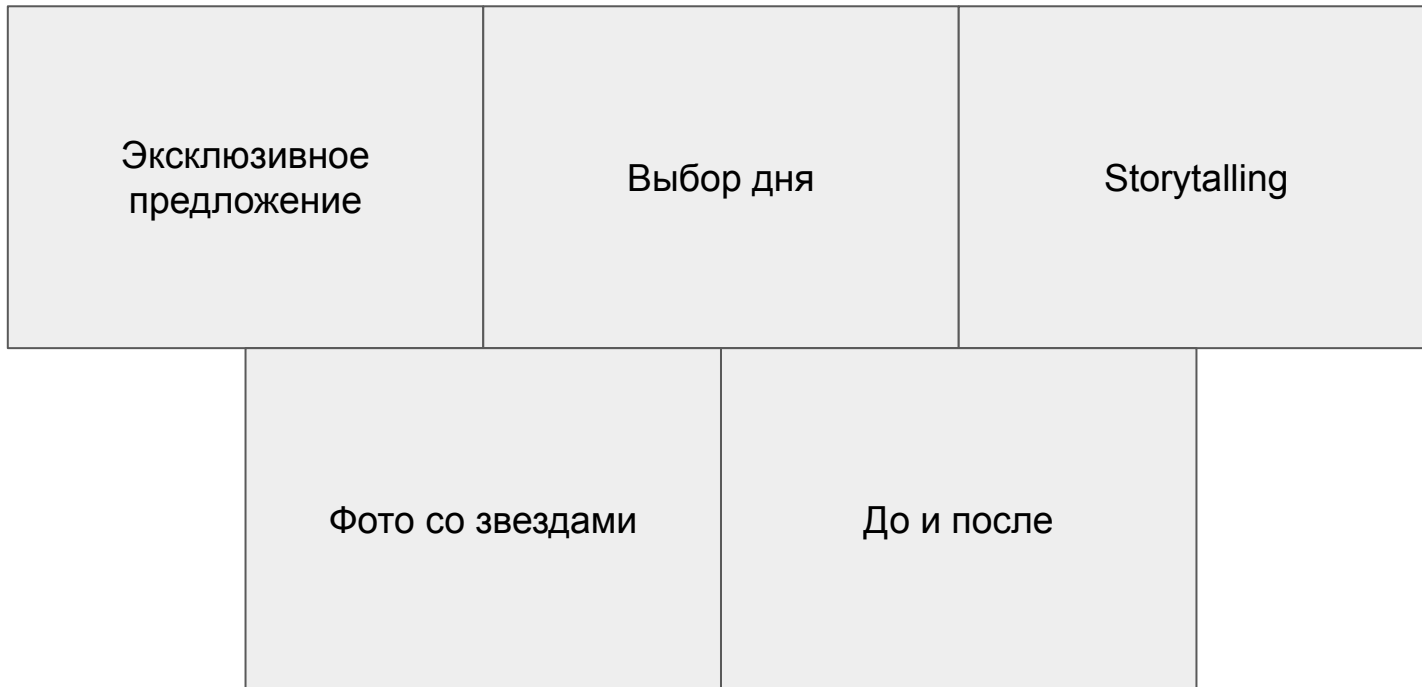 Эксклюзивное
предложение
Выбор дня
Storytalling
Фото со звездами
До и после